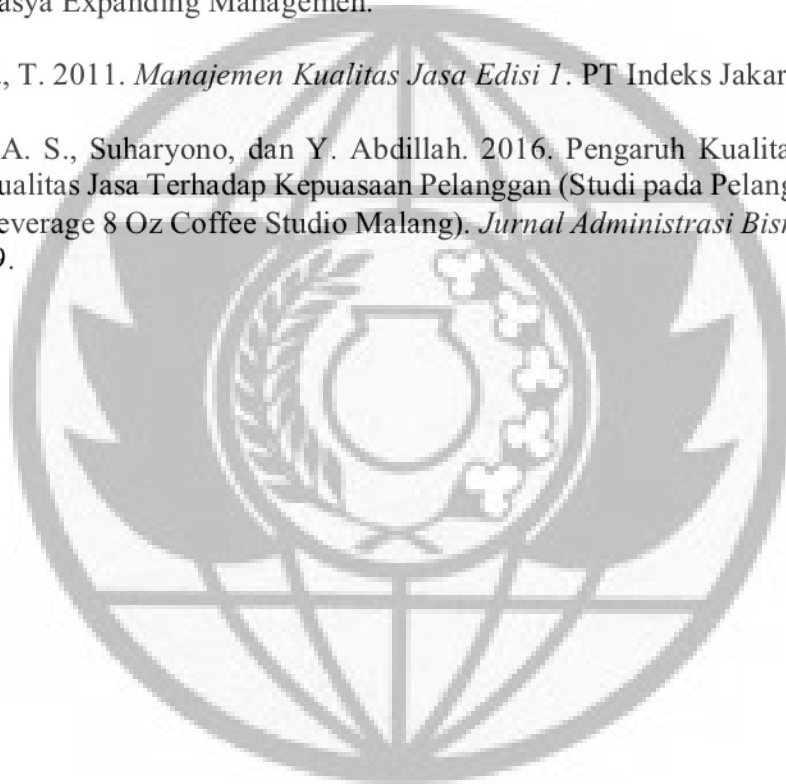 asya Expanding Managemen.
., T. 2011. Manajemen Kualitas Jasa Edisi 1. PT Indeks Jakar
A. S., Suharyono, dan Y. Abdillah. 2016. Pengaruh Kualita
ualitas Jasa Terhadap Kepuasaan Pelanggan (Studi pada Pelang
everage 8 Oz Coffee Studio Malang). Jurnal Administrasi Bisr
9.